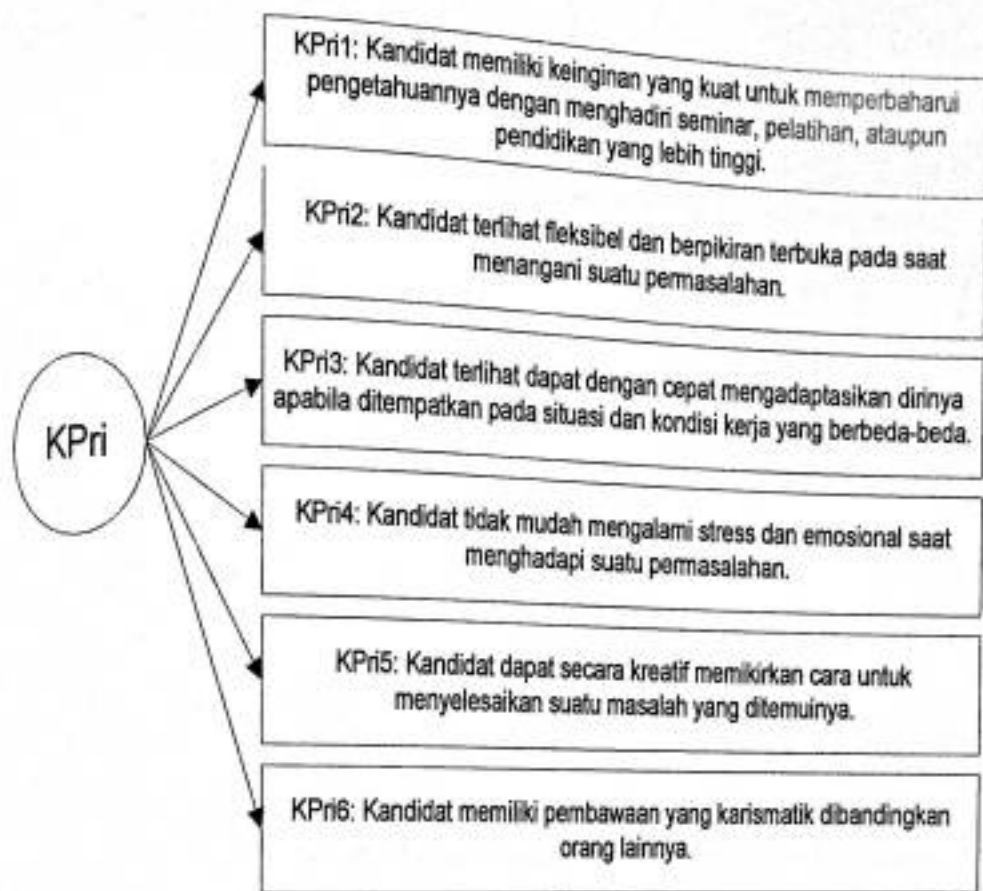 KPri
KPri1: Kandidat memiliki keinginan yang kuat untuk memperbaharui
pengetahuannya dengan menghadiri seminar, pelatihan, ataupun
pendidikan yang lebih tinggi.
KPri2: Kandidat terlihat fleksibel dan berpikiran terbuka pada saat
menangani suatu permasalahan.
KPri3: Kandidat terlihat dapat dengan cepat mengadaptasikan dirinya
apabila ditempatkan pada situasi dan kondisi kerja yang berbeda-beda.
KPri4: Kandidat tidak mudah mengalami stress dan emosional saat
menghadapi suatu permasalahan.
KPri5: Kandidat dapat secara kreatif memikirkan cara untuk
menyelesaikan suatu masalah yang ditemuinya.
KPri6: Kandidat memiliki pembawaan yang karismatik dibandingkan
orang lainnya.